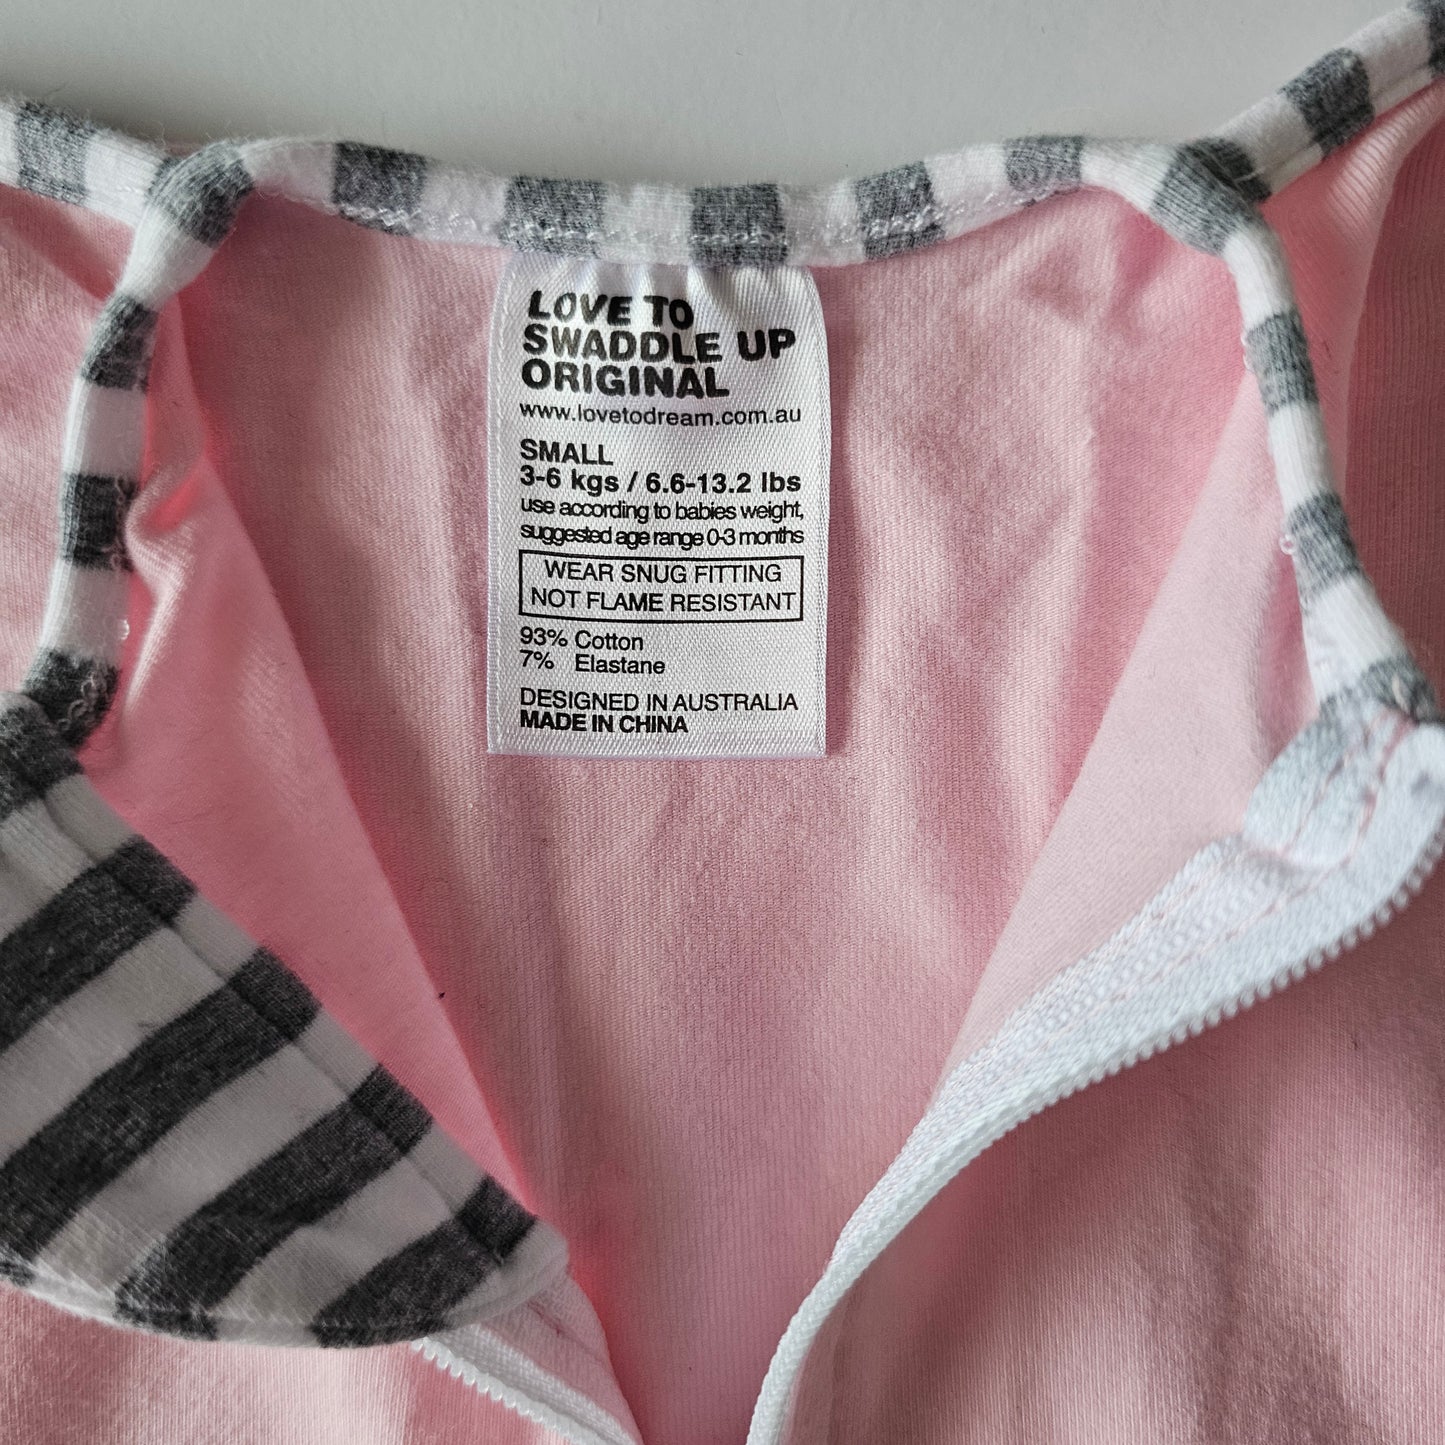 LOVE TO
SWADDLE UP
ORIGINAL
www.lovetodream.com.au
SMALL
3-6 kgs / 6.6-13.2 lbs
use according to babies weight,
suggested age range 0-3 months
WEAR SNUG FITTING
NOT FLAME RESISTANT
93% Cotton
7% Elastane
DESIGNED IN AUSTRALIA
MADE IN CHINA